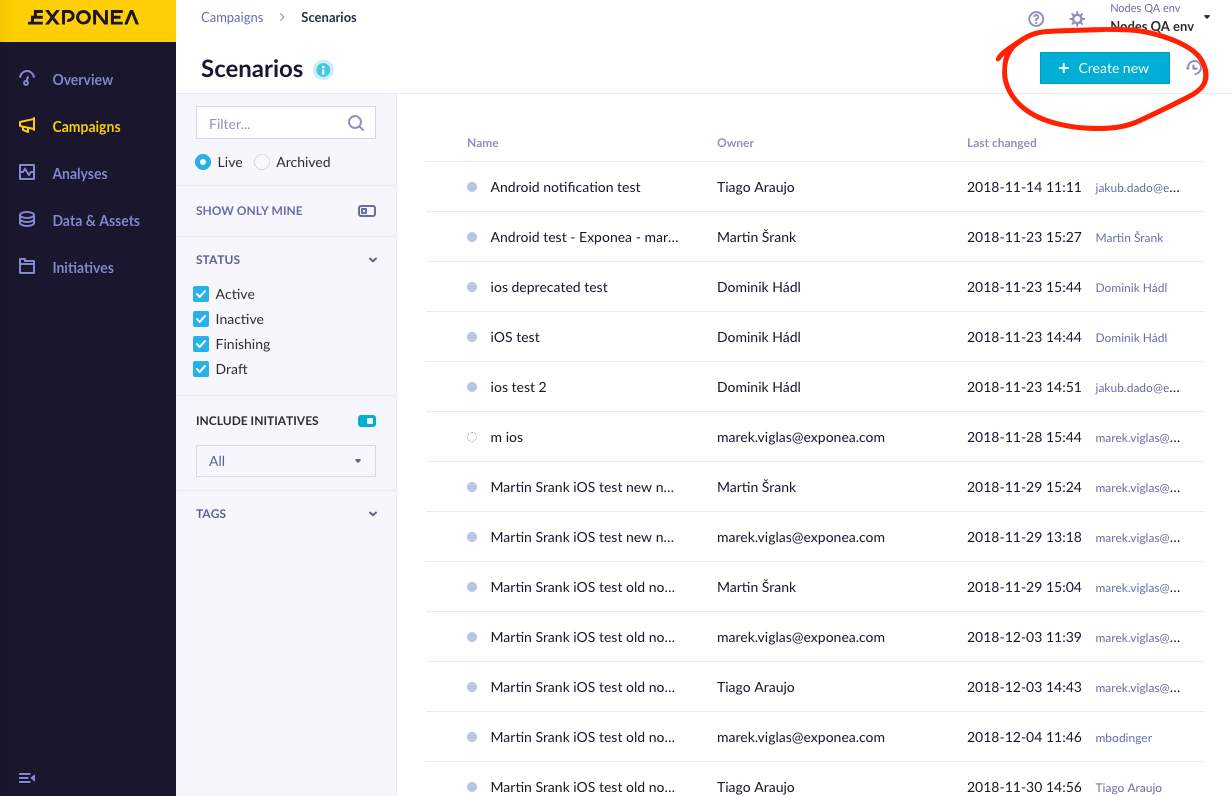 EXPONEA
Campaigns > Scenarios
Nodes QA env
Nodes QA env
Overview
Campaigns
Analyses
Data & Assets
Initiatives
Scenarios
+ Create new
Filter...
Live Archived
SHOW ONLY MINE
STATUS
Active
Inactive
Finishing
Draft
INCLUDE INITIATIVES
All
TAGS
Name Owner Last changed
Android notification test Tiago Araujo 2018-11-14 11:11 jakub.dado@e...
Android test - Exponea - mar... Martin Šrank 2018-11-23 15:27 Martin Šrank
ios deprecated test Dominik Hádl 2018-11-23 15:44 Dominik Hádl
iOS test Dominik Hádl 2018-11-23 14:44 Dominik Hádl
ios test 2 Dominik Hádl 2018-11-23 14:51 jakub.dado@e...
m ios marek.viglas@exponea.com 2018-11-28 15:44 marek.viglas@...
Martin Srank iOS test new n... Martin Šrank 2018-11-29 15:24 marek.viglas@...
Martin Srank iOS test new n... marek.viglas@exponea.com 2018-11-29 13:18 marek.viglas@...
Martin Srank iOS test old no... Martin Šrank 2018-11-29 15:04 marek.viglas@...
Martin Srank iOS test old no... marek.viglas@exponea.com 2018-12-03 11:39 marek.viglas@...
Martin Srank iOS test old no... Tiago Araujo 2018-12-03 14:43 marek.viglas@...
Martin Srank iOS test old no... marek.viglas@exponea.com 2018-12-04 11:46 mbodinger
Martin Srank iOS test old no... Tiago Araujo 2018-11-30 14:56 Tiago Araujo